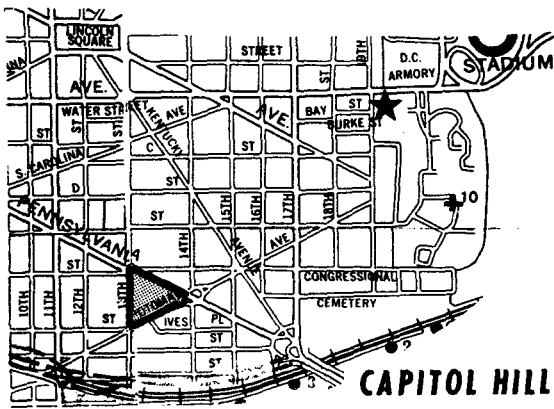 LINCOLN
SQUARE
STREET
19TH
D.C.
ARMORY
STADIUM
AVE.
WATER STREET
AVE
AVE.
BAY
ST
ST
BURKE ST
KENTUCKY
ST
ST
C
ST
S. CAROLINA
D
ST
10
PENNSYLVANIA
ST
15TH
16TH
17TH
18TH
14TH
AVENUE
AVE
ST
CONGRESSIONAL
CEMETERY
10TH
11TH
12TH
13TH
ST
IVES
PL
ST
ST
3
CAPITOL HILL